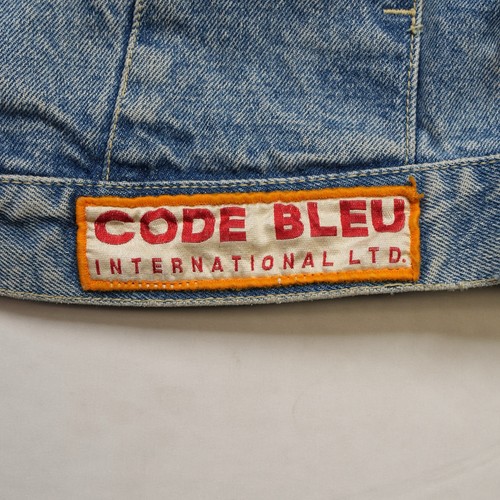 CODE BLEU
INTERNATIONAL LTD.